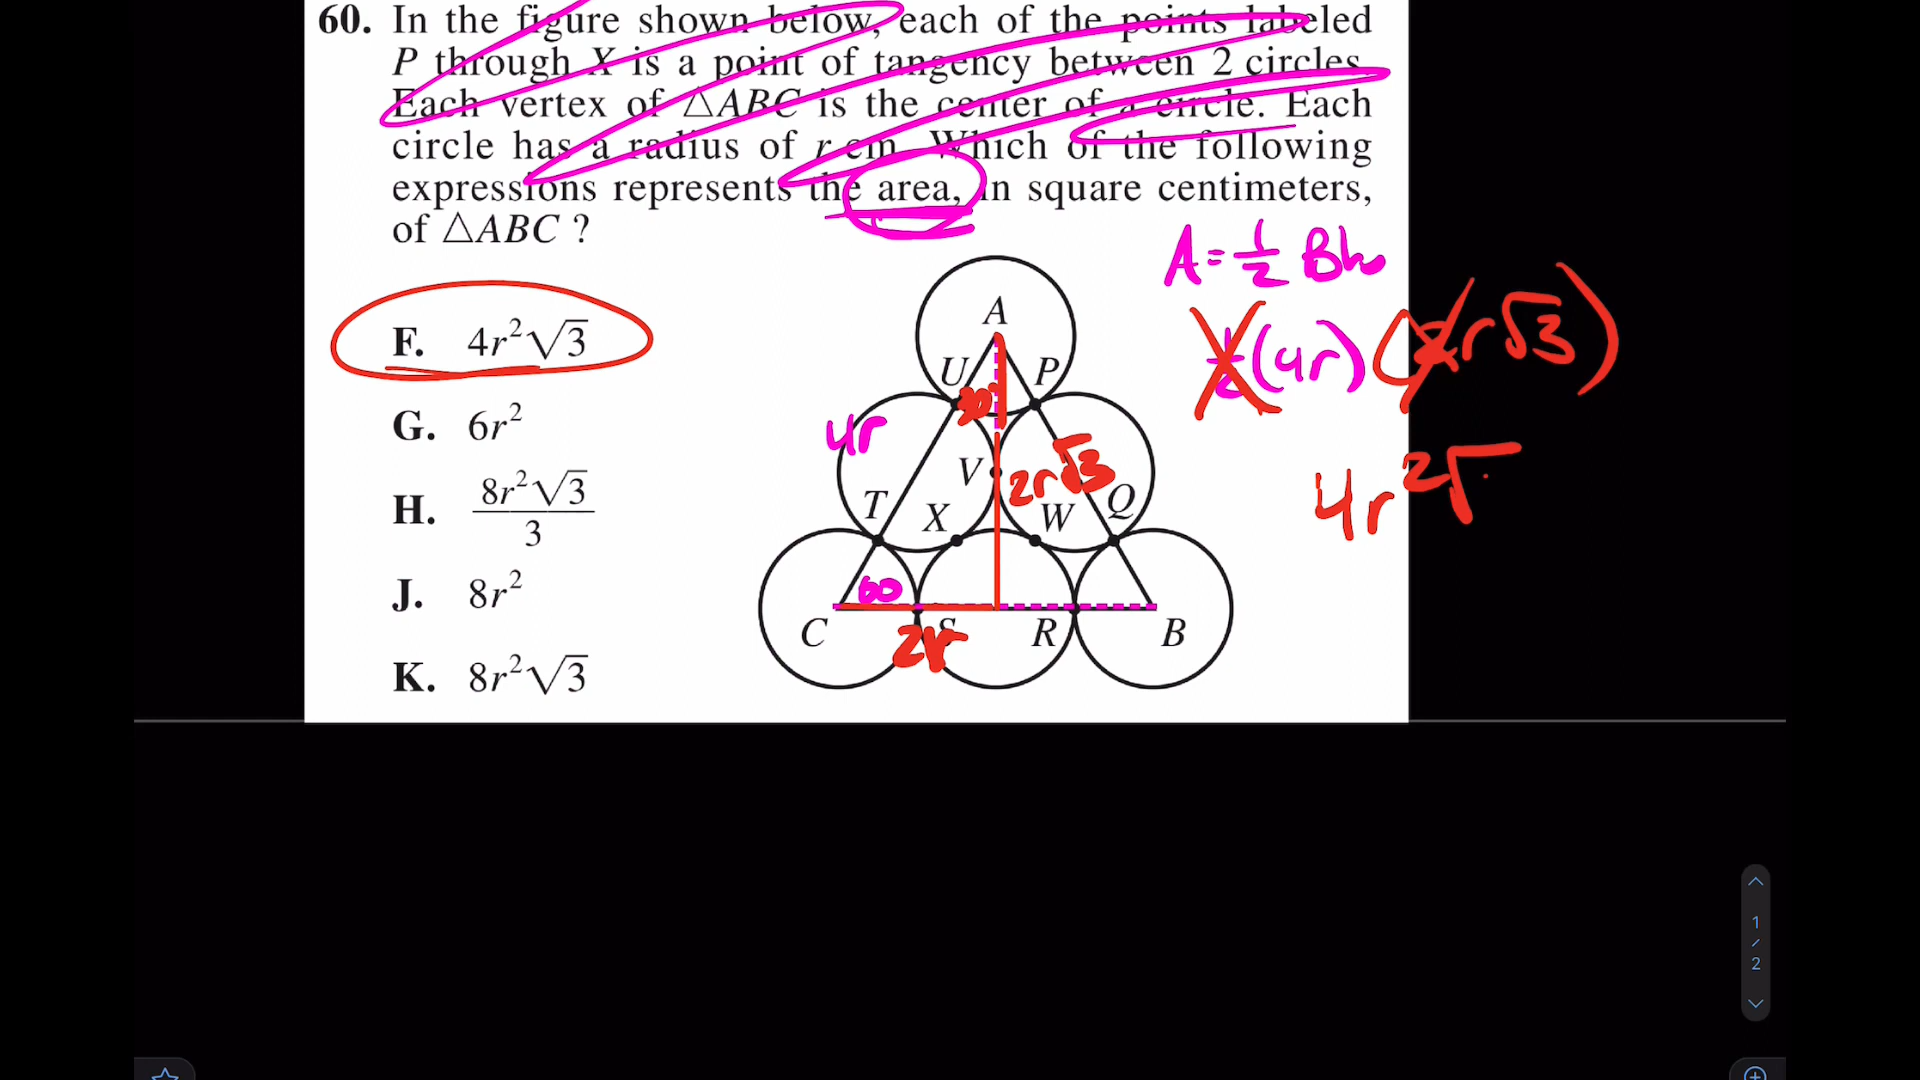 60. In the figure shown below, each of the points labeled
P through X is a point of tangency between 2 circles.
Each vertex of △ABC is the center of a circle. Each
circle has a radius of r cm. Which of the following
expressions represents the area, in square centimeters,
of △ABC ?
A = 1/2 Bh
F. 4r²√3
1/2 (4r) (2r√3)
G. 6r²
H. 8r²√3 / 3
J. 8r²
K. 8r²√3
A
U P
30
4r
V 2r√3
T X W Q
4r²√
60
C S R B
2r
1
/
2